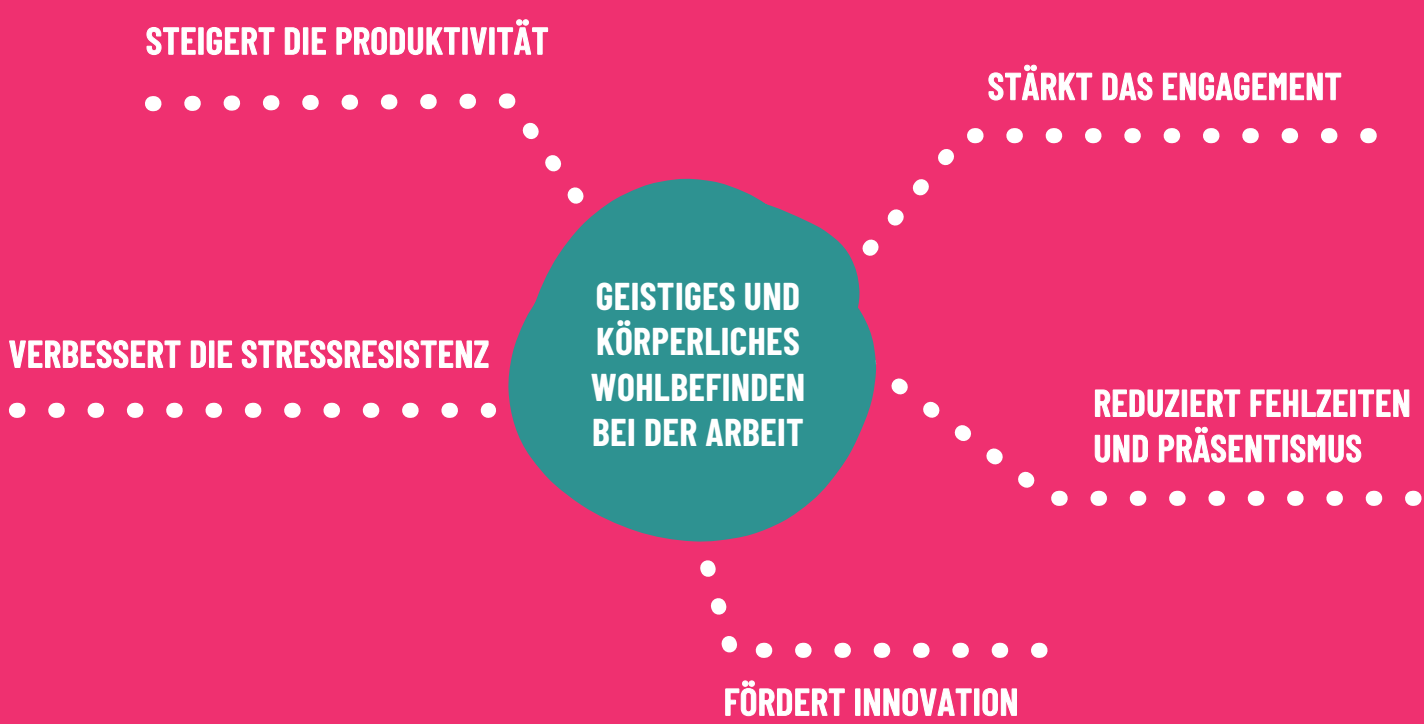 STEIGERT DIE PRODUKTIVITÄT
STÄRKT DAS ENGAGEMENT
GEISTIGES UND
KÖRPERLICHES
WOHLBEFINDEN
BEI DER ARBEIT
VERBESSERT DIE STRESSRESISTENZ
REDUZIERT FEHLZEITEN
UND PRÄSENTISMUS
FÖRDERT INNOVATION